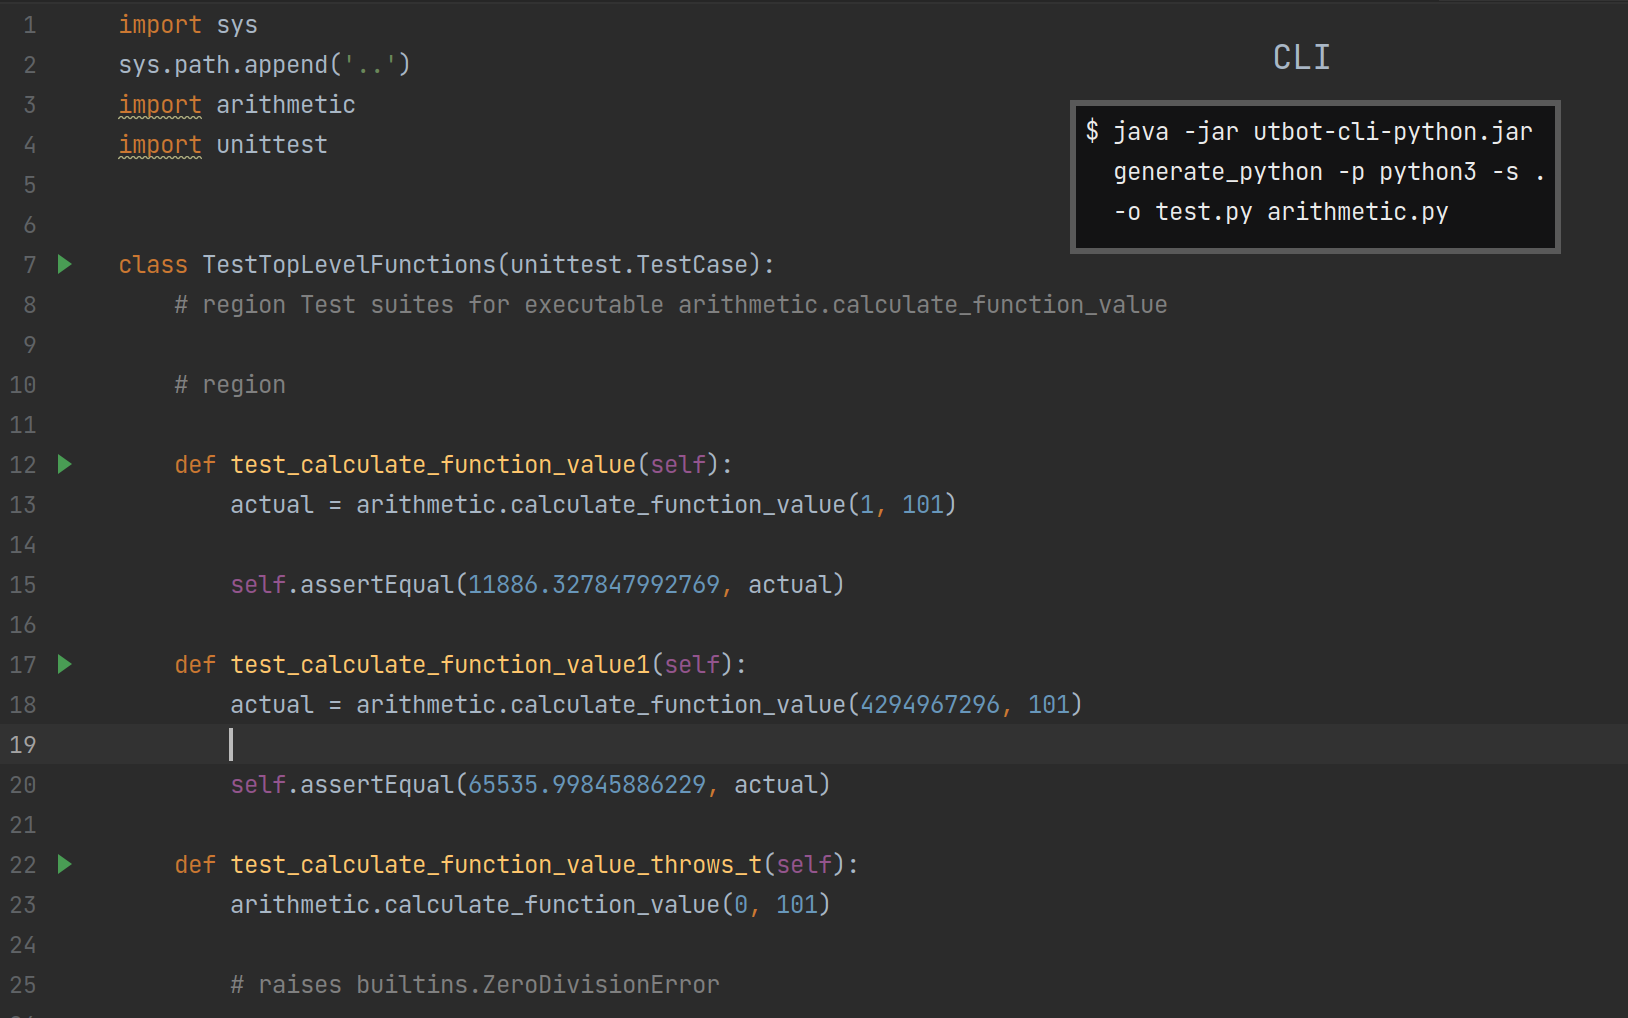 1 import sys
2 sys.path.append('..')
3 import arithmetic
4 import unittest
5
6
7 class TestTopLevelFunctions(unittest.TestCase):
8 # region Test suites for executable arithmetic.calculate_function_value
9
10 # region
11
12 def test_calculate_function_value(self):
13 actual = arithmetic.calculate_function_value(1, 101)
14
15 self.assertEqual(11886.327847992769, actual)
16
17 def test_calculate_function_value1(self):
18 actual = arithmetic.calculate_function_value(4294967296, 101)
19
20 self.assertEqual(65535.99845886229, actual)
21
22 def test_calculate_function_value_throws_t(self):
23 arithmetic.calculate_function_value(0, 101)
24
25 # raises builtins.ZeroDivisionError
CLI
$ java -jar utbot-cli-python.jar
generate_python -p python3 -s .
-o test.py arithmetic.py